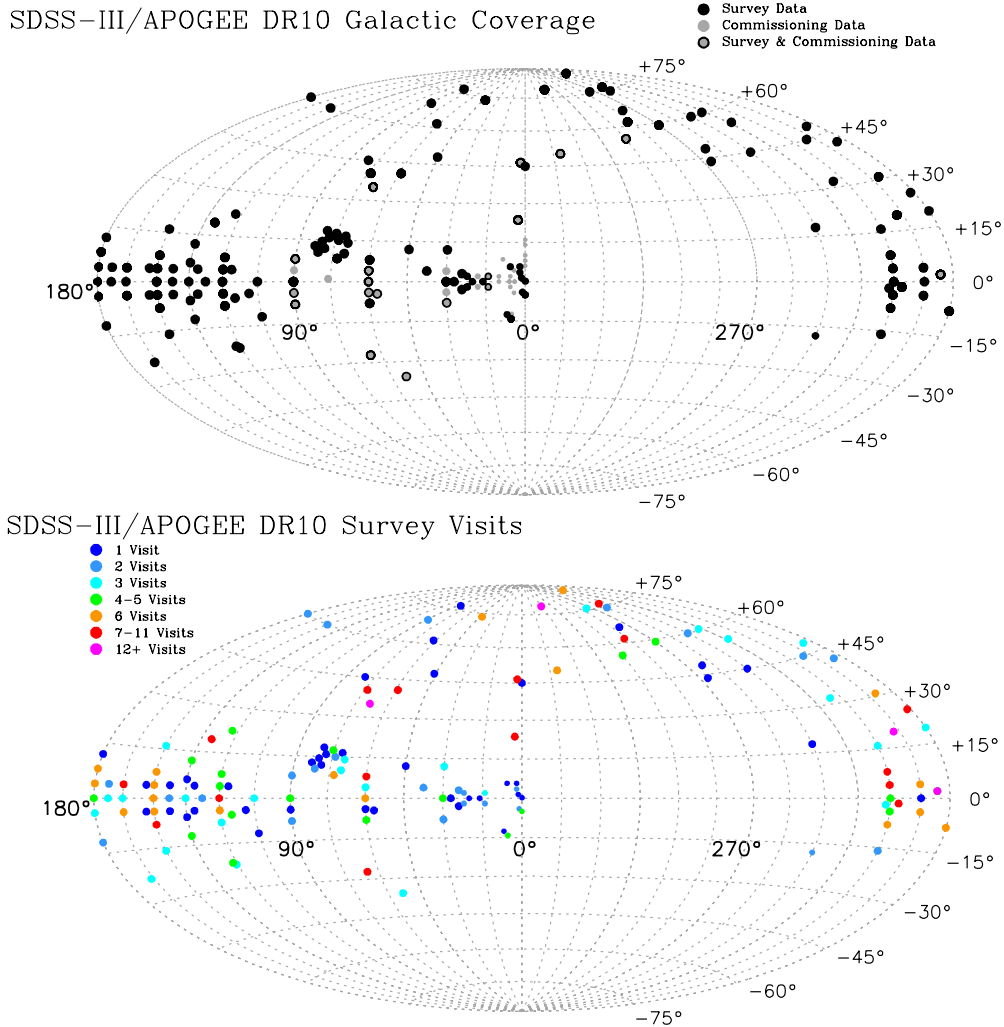 SDSS-III/APOGEE DR10 Galactic Coverage
Survey Data
Commissioning Data
Survey & Commissioning Data
+75°
+60°
+45°
+30°
+15°
180°
0°
90°
0°
270°
-15°
-30°
-45°
-60°
-75°
SDSS-III/APOGEE DR10 Survey Visits
1 Visit
2 Visits
3 Visits
4-5 Visits
6 Visits
7-11 Visits
12+ Visits
+75°
+60°
+45°
+30°
+15°
180°
0°
90°
0°
270°
-15°
-30°
-45°
-60°
-75°